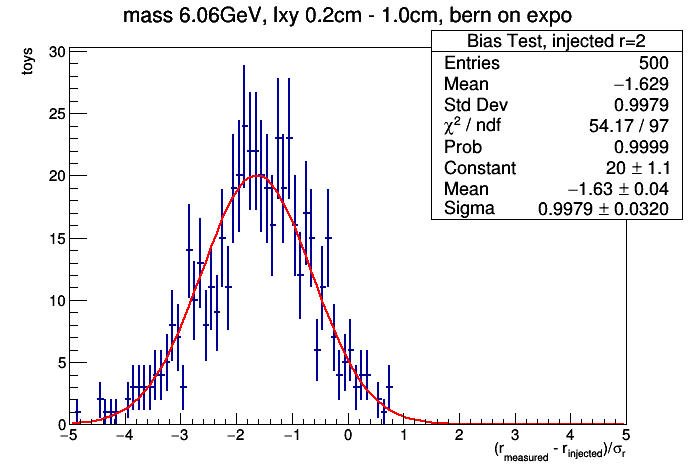 mass 6.06GeV, lxy 0.2cm - 1.0cm, bern on expo
Bias Test, injected r=2
Entries 500
Mean −1.629
Std Dev 0.9979
χ² / ndf 54.17 / 97
Prob 0.9999
Constant 20 ± 1.1
Mean −1.63 ± 0.04
Sigma 0.9979 ± 0.0320
toys
30
25
20
15
10
5
0
−5 −4 −3 −2 −1 0 1 2 3 4 5
(r_measured - r_injected)/σ_r